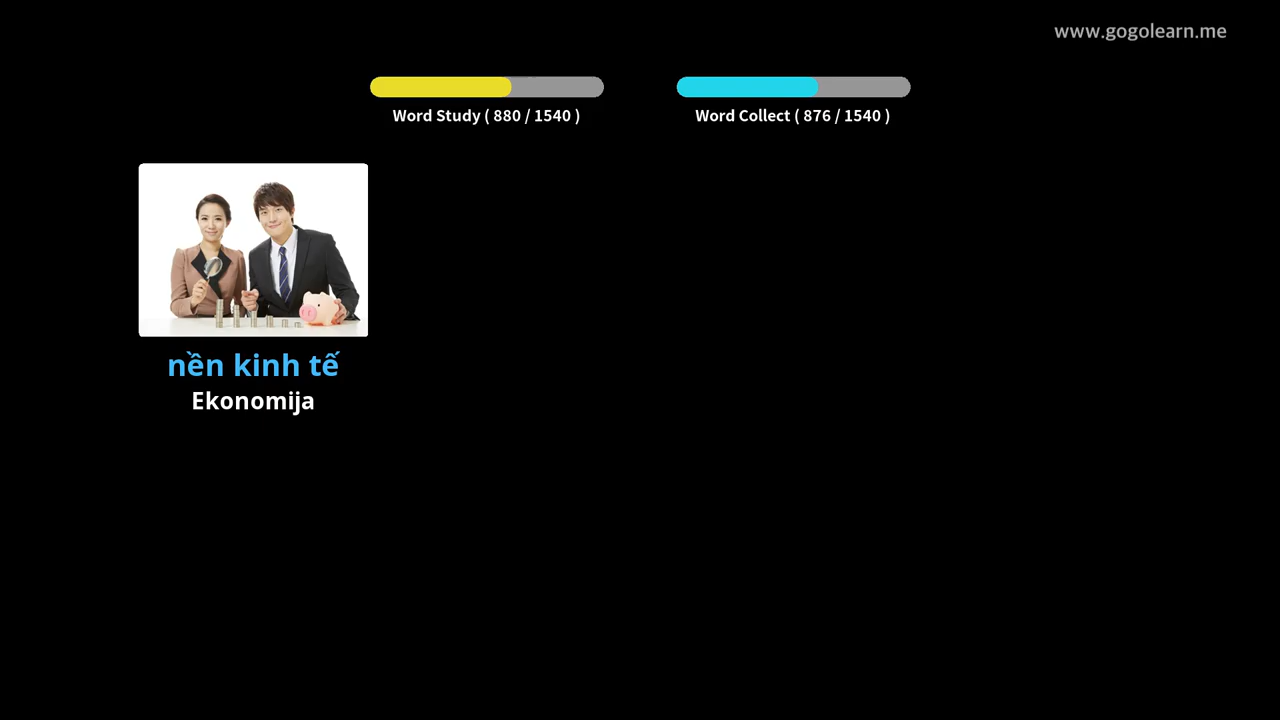 www.gogolearn.me
Word Study ( 880 / 1540 )
Word Collect ( 876 / 1540 )
nền kinh tế
Ekonomija